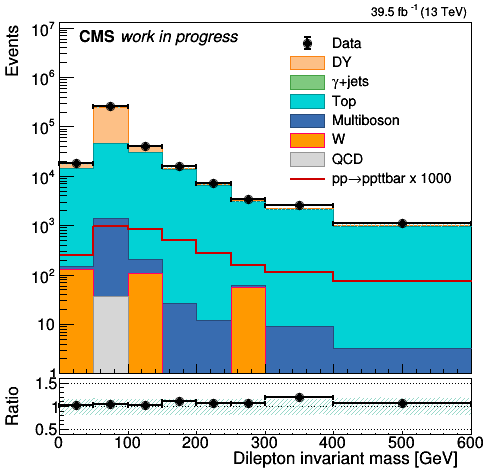 39.5 fb⁻¹ (13 TeV)
CMS work in progress
Events
10⁷
10⁶
10⁵
10⁴
10³
10²
10
1
Data
DY
γ+jets
Top
Multiboson
W
QCD
pp→ppttbar x 1000
Ratio
1.5
1
0.5
0 100 200 300 400 500 600
Dilepton invariant mass [GeV]